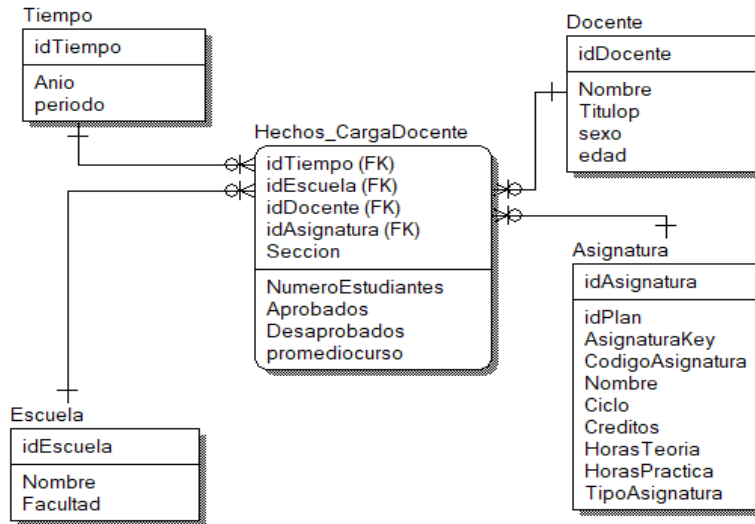 Tiempo
idTiempo
Anio
periodo
Docente
idDocente
Nombre
Titulop
sexo
edad
Hechos_CargaDocente
idTiempo (FK)
idEscuela (FK)
idDocente (FK)
idAsignatura (FK)
Seccion
NumeroEstudiantes
Aprobados
Desaprobados
promediocurso
Asignatura
idAsignatura
idPlan
AsignaturaKey
CodigoAsignatura
Nombre
Ciclo
Creditos
HorasTeoria
HorasPractica
TipoAsignatura
Escuela
idEscuela
Nombre
Facultad